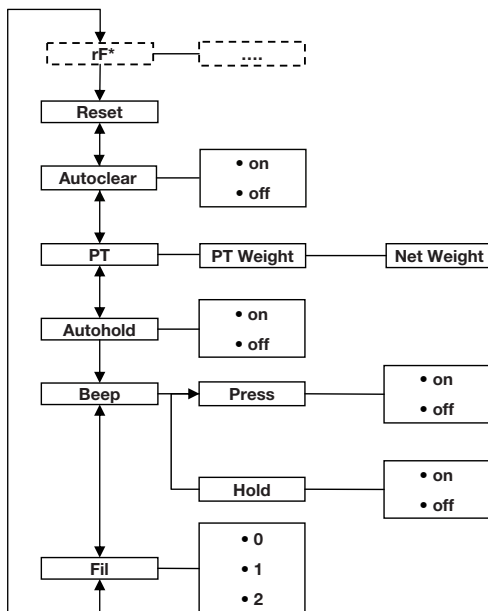 rF*
....
Reset
Autoclear
• on
• off
PT
PT Weight
Net Weight
Autohold
• on
• off
Beep
Press
• on
• off
Hold
• on
• off
Fil
• 0
• 1
• 2